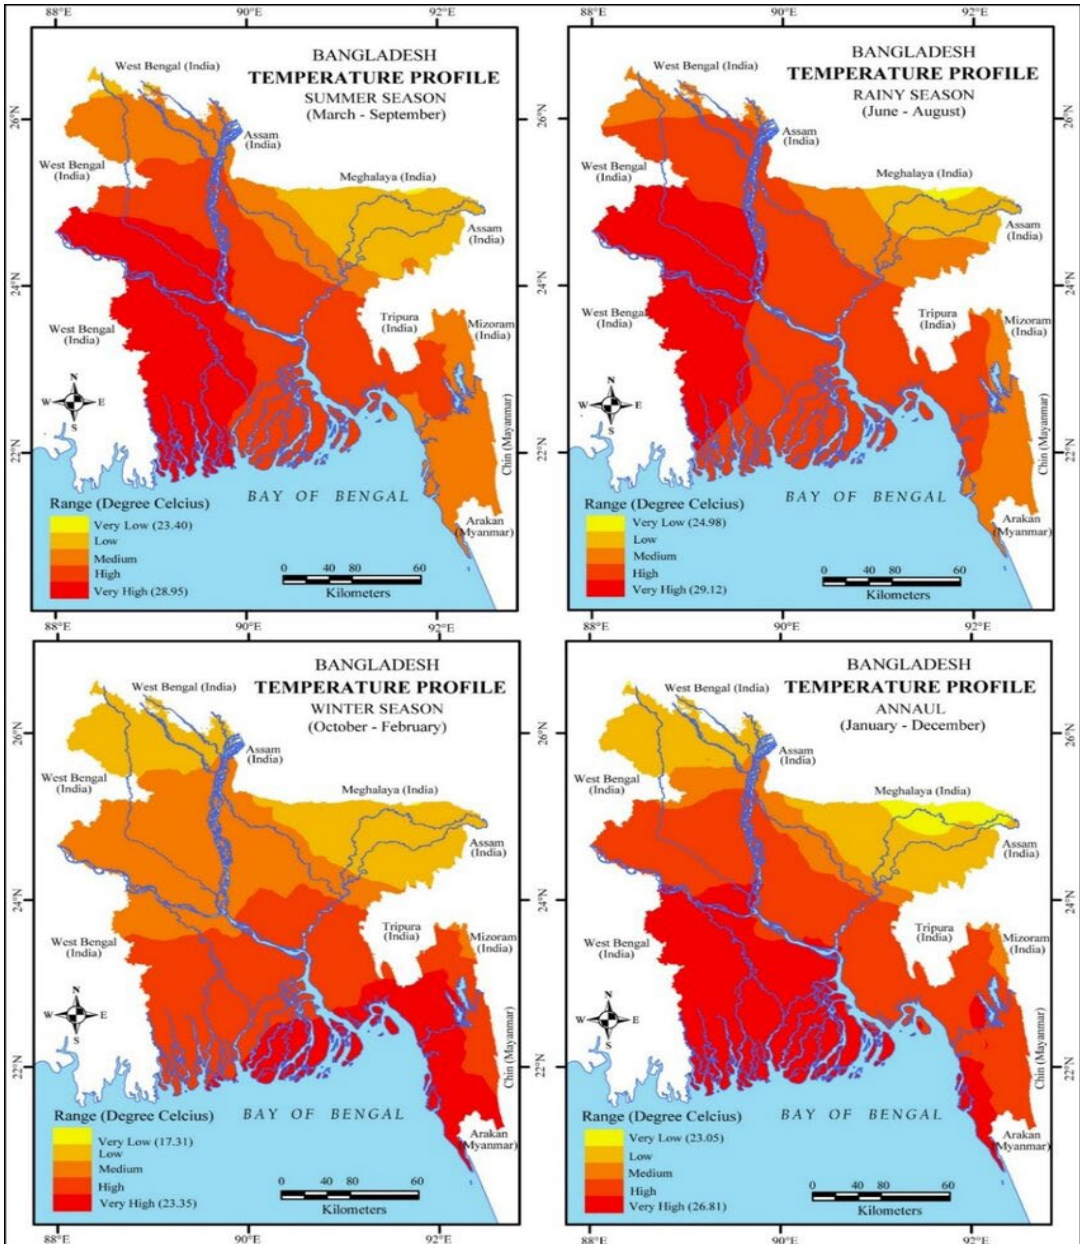 88°E 90°E 92°E
BANGLADESH
TEMPERATURE PROFILE
SUMMER SEASON
(March - September)
West Bengal (India)
26°N
Assam
(India)
West Bengal
(India)
Meghalaya (India)
Assam
(India)
24°N
Tripura
(India)
Mizoram
(India)
West Bengal
(India)
N
W E
S
Chin (Mayanmar)
22°N
BAY OF BENGAL
Arakan
(Myanmar)
Range (Degree Celcius)
Very Low (23.40)
Low
Medium
High
Very High (28.95)
0 40 80 60
Kilometers
88°E 90°E 92°E
88°E 90°E 92°E
BANGLADESH
TEMPERATURE PROFILE
RAINY SEASON
(June - August)
West Bengal (India)
26°N
Assam
(India)
West Bengal
(India)
Meghalaya (India)
Assam
(India)
24°N
Tripura
(India)
Mizoram
(India)
West Bengal
(India)
N
W E
S
Chin (Mayanmar)
22°N
BAY OF BENGAL
Arakan
(Myanmar)
Range (Degree Celcius)
Very Low (24.98)
Low
Medium
High
Very High (29.12)
0 40 80 60
Kilometers
88°E 90°E 92°E
BANGLADESH
TEMPERATURE PROFILE
WINTER SEASON
(October - February)
West Bengal (India)
26°N
Assam
(India)
West Bengal
(India)
Meghalaya (India)
Assam
(India)
24°N
Tripura
(India)
Mizoram
(India)
West Bengal
(India)
N
W E
S
Chin (Mayanmar)
22°N
BAY OF BENGAL
Arakan
(Myanmar)
Range (Degree Celcius)
Very Low (17.31)
Low
Medium
High
Very High (23.35)
0 40 80 60
Kilometers
88°E 90°E 92°E
BANGLADESH
TEMPERATURE PROFILE
ANNAUL
(January - December)
West Bengal (India)
26°N
Assam
(India)
West Bengal
(India)
Meghalaya (India)
Assam
(India)
24°N
Tripura
(India)
Mizoram
(India)
West Bengal
(India)
N
W E
S
Chin (Mayanmar)
22°N
BAY OF BENGAL
Arakan
(Myanmar)
Range (Degree Celcius)
Very Low (23.05)
Low
Medium
High
Very High (26.81)
0 40 80 60
Kilometers
88°E 90°E 92°E